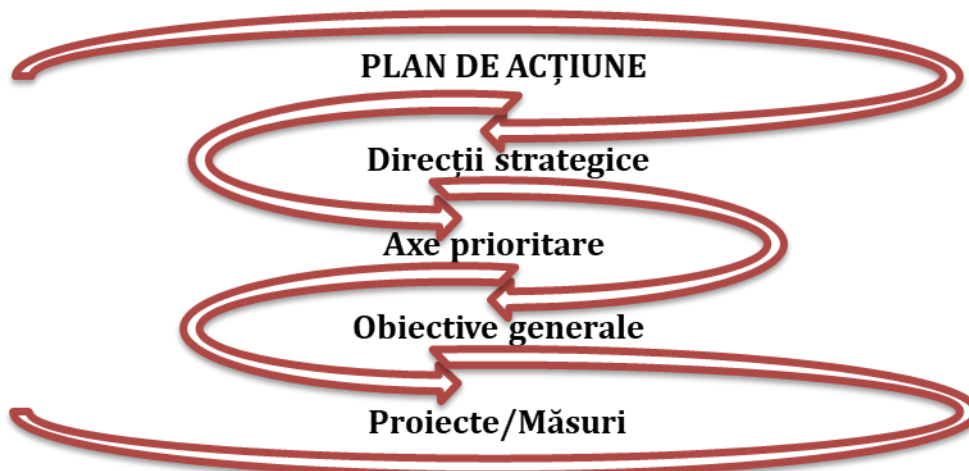 PLAN DE ACȚIUNE
Direcții strategice
Axe prioritare
Obiective generale
Proiecte/Măsuri